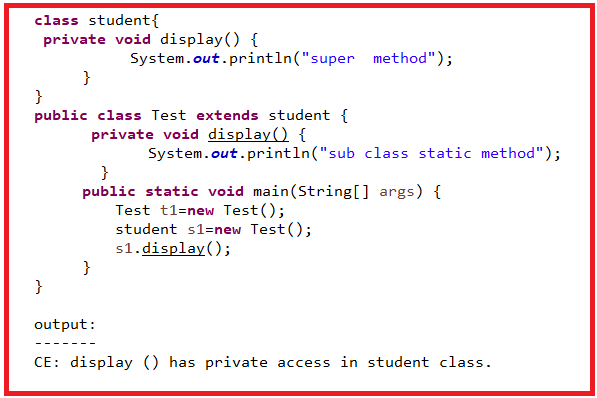 class student{
private void display() {
System.out.println("super  method");
}
}
public class Test extends student {
private void display() {
System.out.println("sub class static method");
}
public static void main(String[] args) {
Test t1=new Test();
student s1=new Test();
s1.display();
}
}
output:
-------
CE: display () has private access in student class.